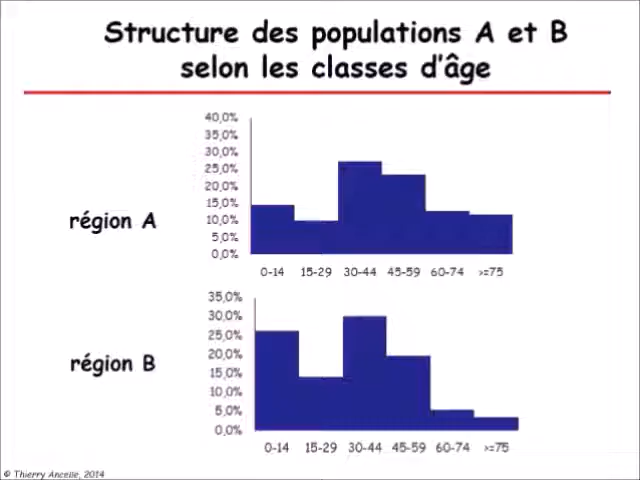 Structure des populations A et B
selon les classes d'âge
région A
40,0%
35,0%
30,0%
25,0%
20,0%
15,0%
10,0%
5,0%
0,0%
0-14 15-29 30-44 45-59 60-74 >=75
région B
35,0%
30,0%
25,0%
20,0%
15,0%
10,0%
5,0%
0,0%
0-14 15-29 30-44 45-59 60-74 >=75
© Thierry Ancelle, 2014